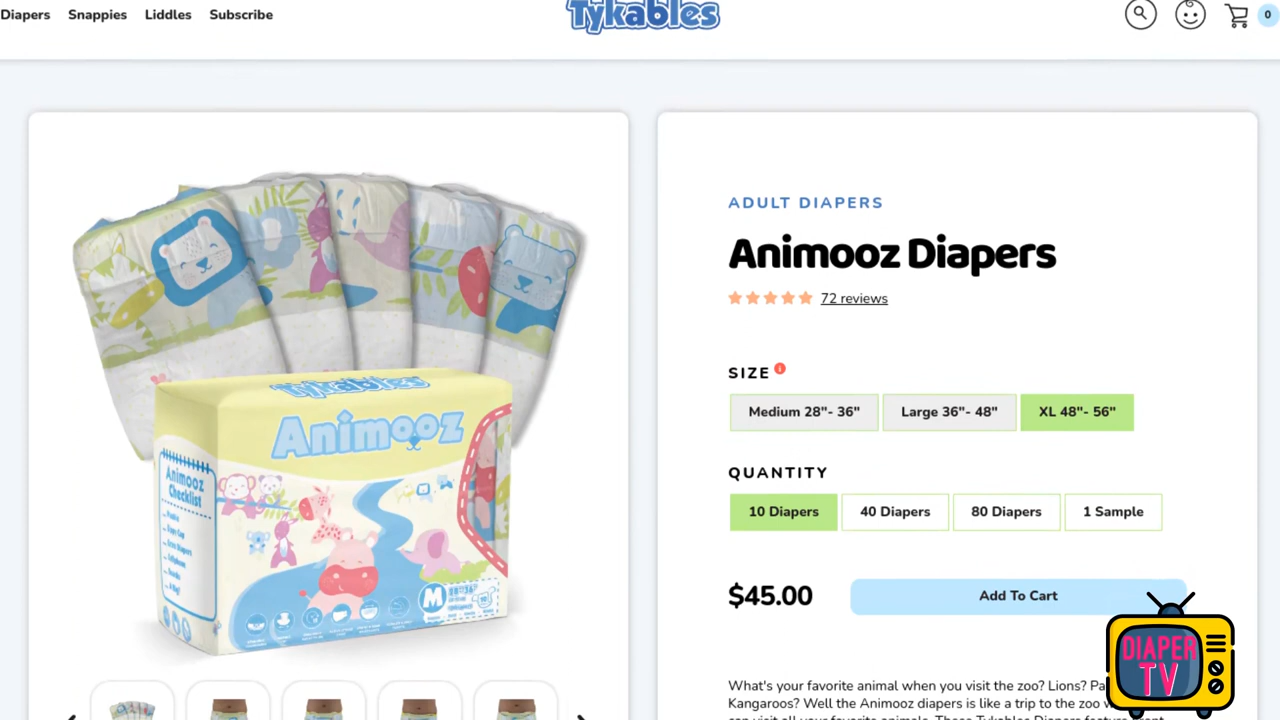 Diapers Snappies Liddles Subscribe
Tykables
0
ADULT DIAPERS
Animooz Diapers
72 reviews
SIZE
Medium 28"- 36" Large 36"- 48" XL 48"- 56"
QUANTITY
10 Diapers 40 Diapers 80 Diapers 1 Sample
$45.00 Add To Cart
What's your favorite animal when you visit the zoo? Lions?
Kangaroos? Well the Animooz diapers is like a trip to the zoo
Tykables
Animooz
Animooz
Checklist
M
DIAPER
TV